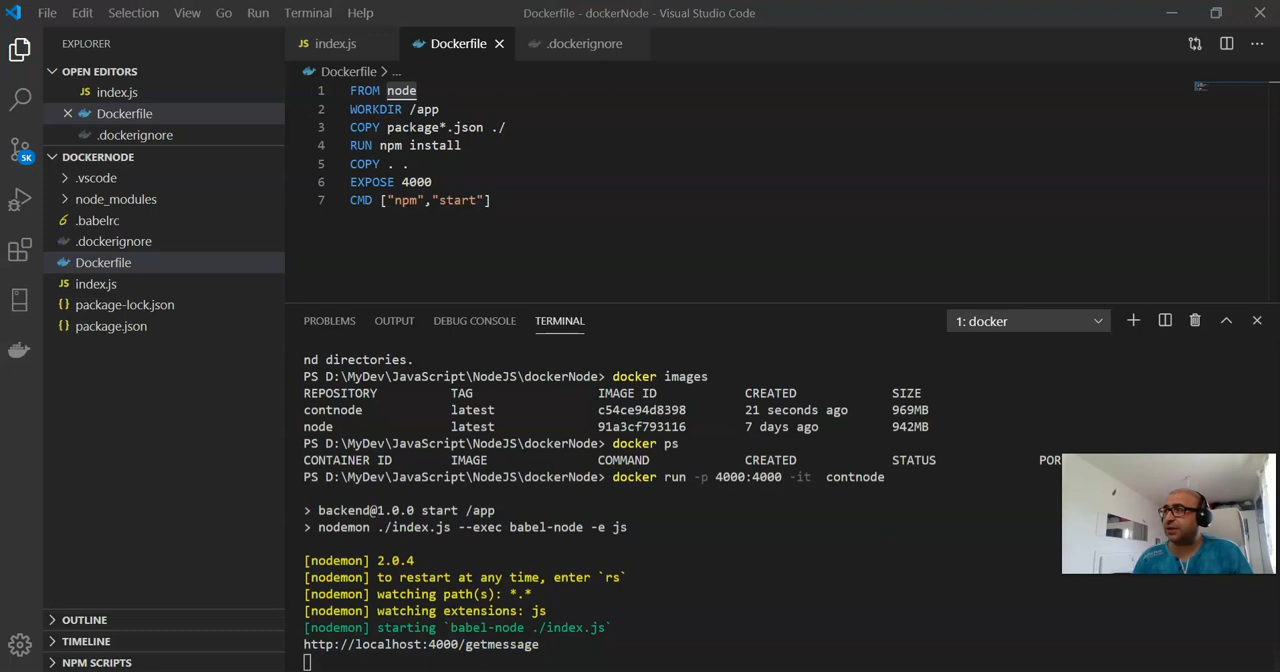 File Edit Selection View Go Run Terminal Help
Dockerfile - dockerNode - Visual Studio Code
EXPLORER
OPEN EDITORS
JS index.js
Dockerfile
.dockerignore
5K
DOCKERNODE
.vscode
node_modules
.babelrc
.dockerignore
Dockerfile
JS index.js
{} package-lock.json
{} package.json
OUTLINE
TIMELINE
NPM SCRIPTS
JS index.js
Dockerfile
.dockerignore
Dockerfile > ...
1 FROM node
2 WORKDIR /app
3 COPY package*.json ./
4 RUN npm install
5 COPY . .
6 EXPOSE 4000
7 CMD ["npm","start"]
PROBLEMS OUTPUT DEBUG CONSOLE TERMINAL
1: docker
nd directories.
PS D:\MyDev\JavaScript\NodeJS\dockerNode> docker images
REPOSITORY TAG IMAGE ID CREATED SIZE
contnode latest c54ce94d8398 21 seconds ago 969MB
node latest 91a3cf793116 7 days ago 942MB
PS D:\MyDev\JavaScript\NodeJS\dockerNode> docker ps
CONTAINER ID IMAGE COMMAND CREATED STATUS POR
PS D:\MyDev\JavaScript\NodeJS\dockerNode> docker run -p 4000:4000 -it contnode
> backend@1.0.0 start /app
> nodemon ./index.js --exec babel-node -e js
[nodemon] 2.0.4
[nodemon] to restart at any time, enter `rs`
[nodemon] watching path(s): *.*
[nodemon] watching extensions: js
[nodemon] starting `babel-node ./index.js`
http://localhost:4000/getmessage